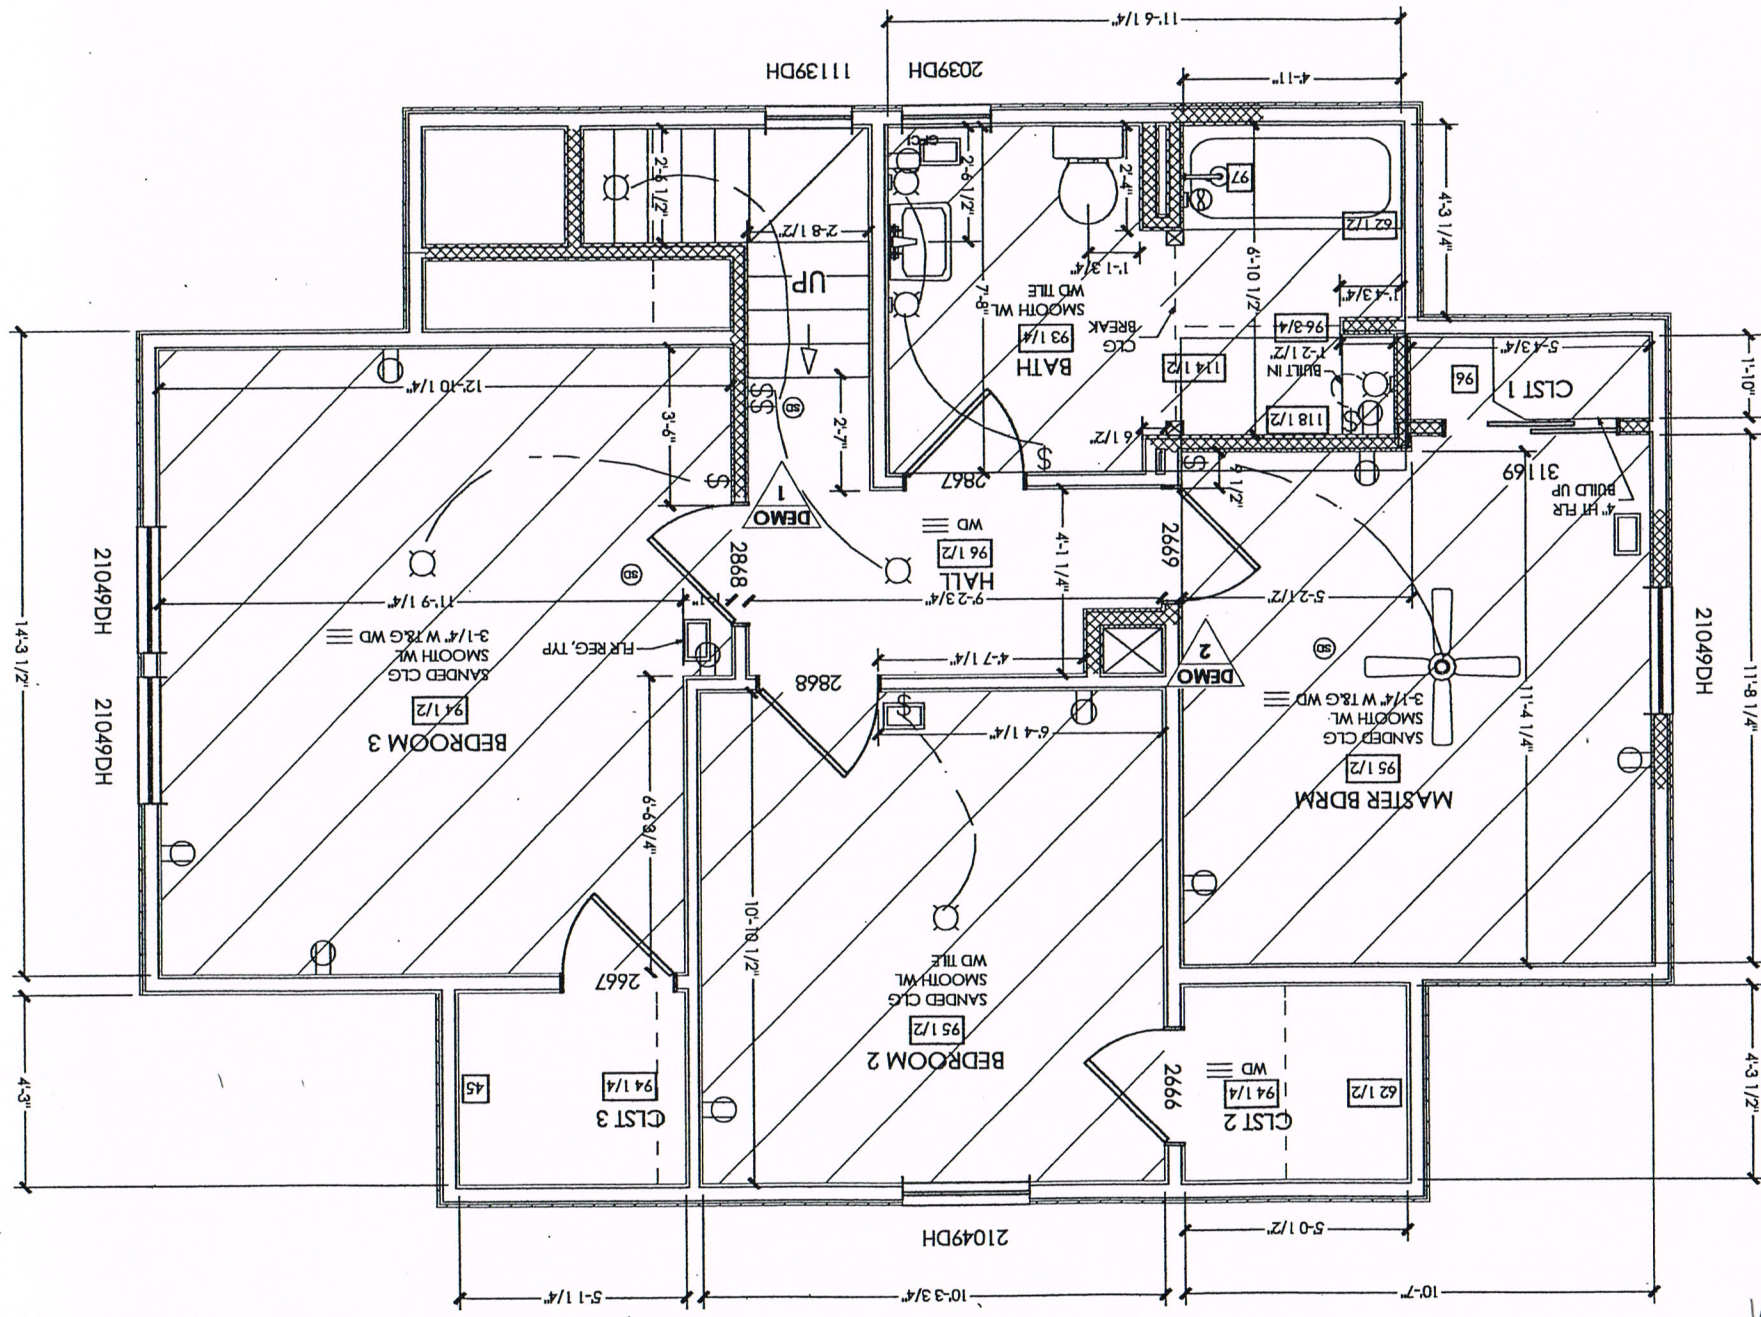 11'-6 1/4"
11139DH
2039DH
4'-11"
2'-6 1/2"
2'-8 1/2"
UP
2'-6 1/2"
2'-4"
97
62 1/2
4'-3 1/4"
1'-1 3/4"
7'-8"
6'-10 1/2"
1'-4 3/4"
BATH
93 1/4
SMOOTH WL
WD TILE
CLG
BREAK
96 3/4
1'-2 1/2"
BUILT IN
114 1/2
118 1/2
5'-4 3/4"
96
CLST 1
1'-10"
12'-10 1/4"
3'-6"
$$
SD
2'-7"
6 1/2"
$
$
$
31169
4" HT FLR
BUILD UP
14'-3 1/2"
21049DH
21049DH
$
DEMO
1
2867
2868
SD
HALL
96 1/2
WD
4'-1 1/4"
2669
9 1/2"
11'-9 1/4"
1'-1"
9'-2 3/4"
5'-2 1/2"
FLR REG, TYP
BEDROOM 3
94 1/2
SANDED CLG
SMOOTH WL
3-1/4" W T&G WD
2868
4'-7 1/4"
DEMO
2
SD
$
6'-4 1/4"
MASTER BDRM
95 1/2
SANDED CLG
SMOOTH WL
3-1/4" W T&G WD
11'-4 1/4"
21049DH
11'-8 1/4"
6'-6 3/4"
10'-10 1/2"
2667
BEDROOM 2
95 1/2
SANDED CLG
SMOOTH WL
WD TILE
4'-3"
45
CLST 3
94 1/4
2666
CLST 2
94 1/4
WD
62 1/2
4'-3 1/2"
21049DH
5'-0 1/2"
5'-1 1/4"
10'-3 3/4"
10'-7"